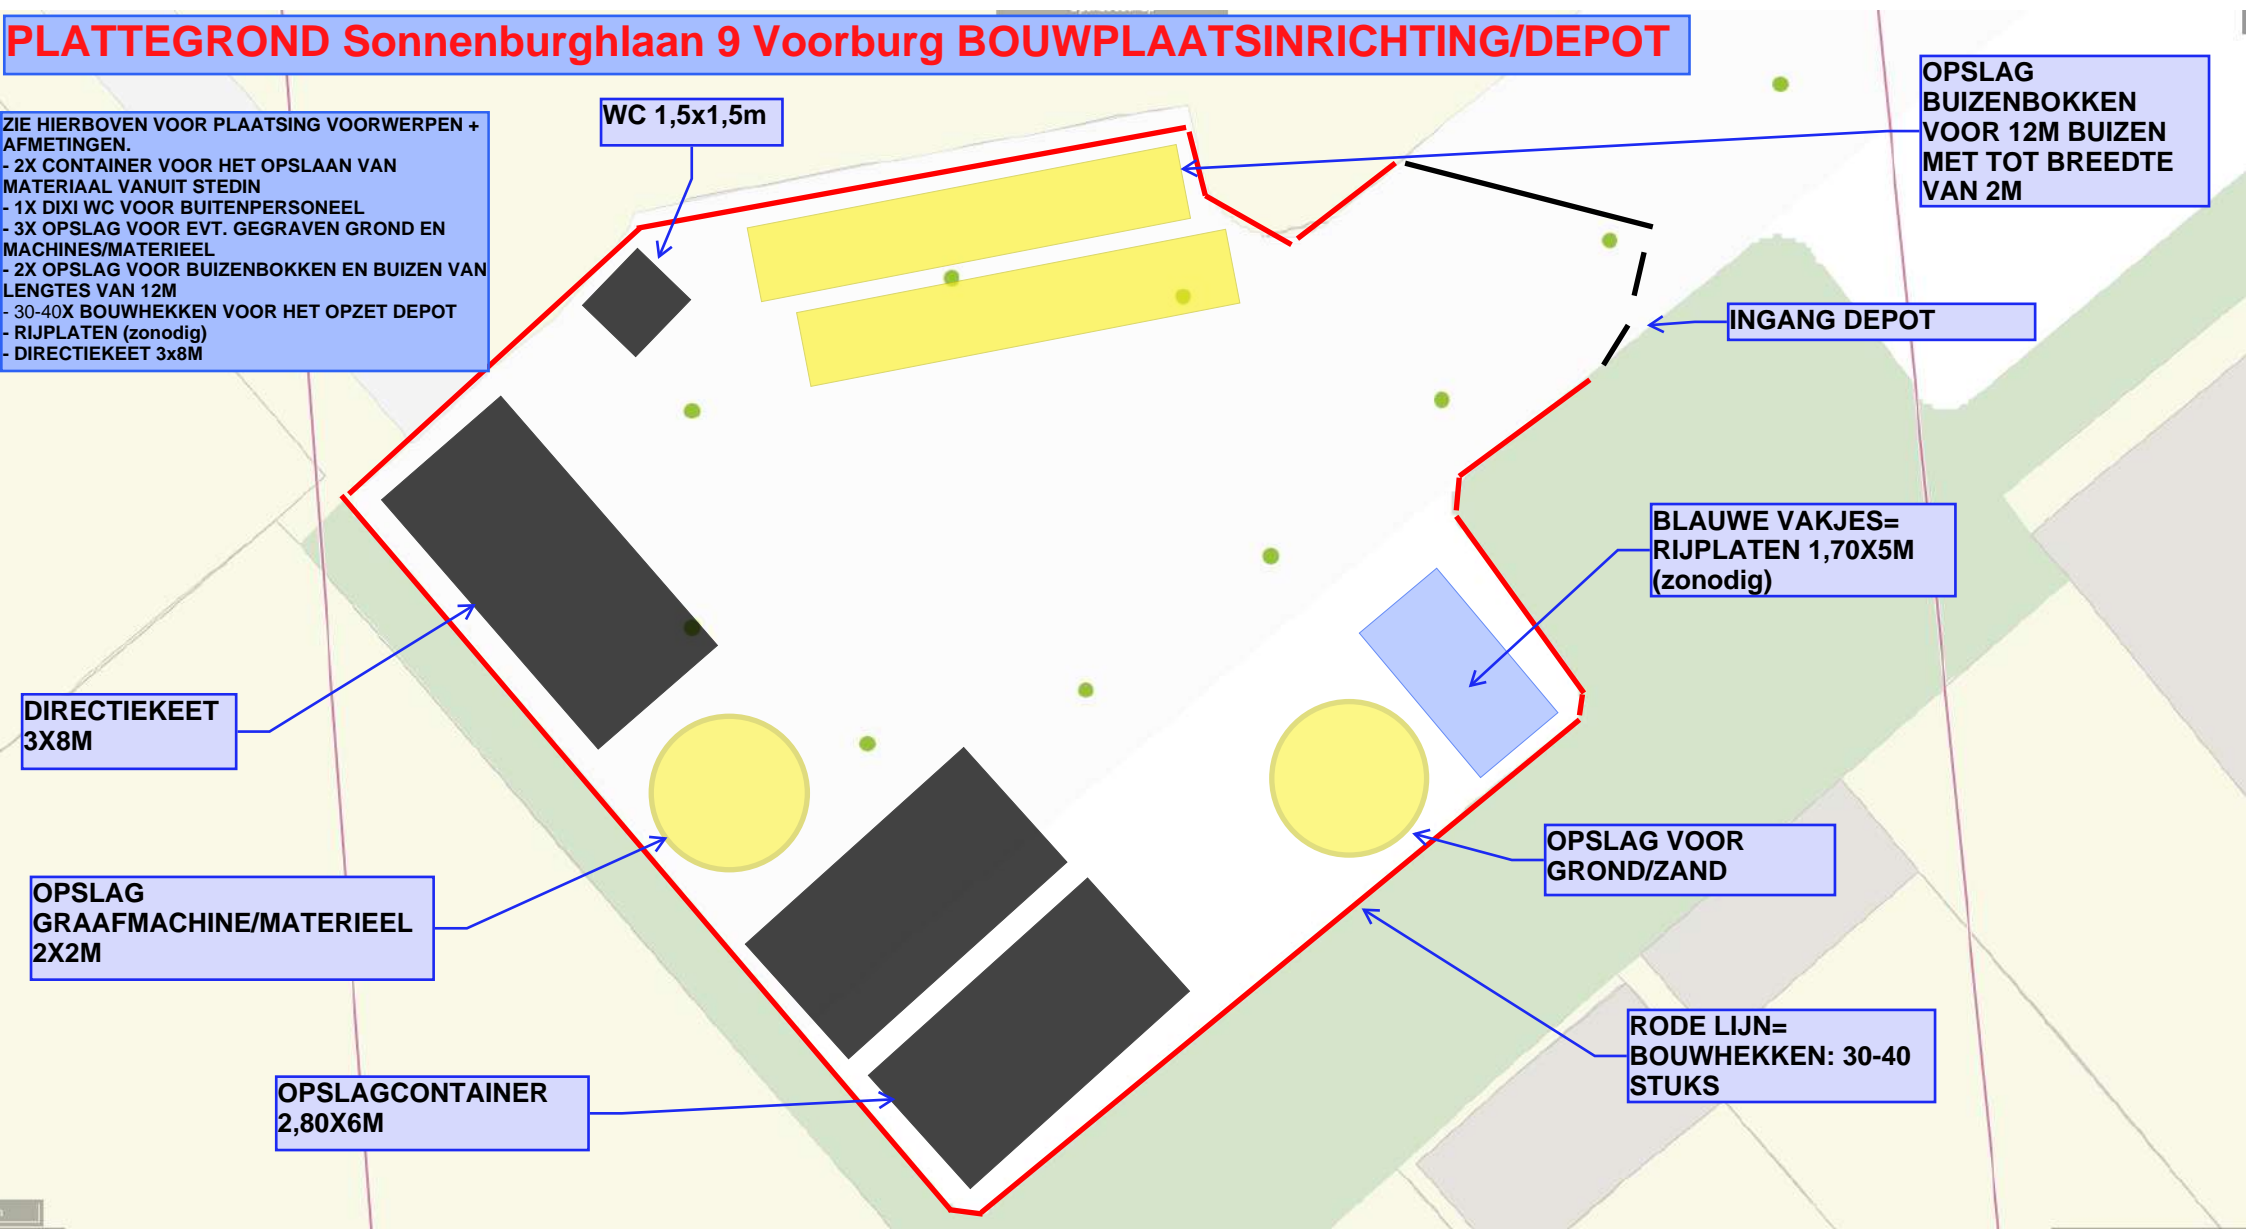 PLATTEGROND Sonnenburghlaan 9 Voorburg BOUWPLAATSINRICHTING/DEPOT
ZIE HIERBOVEN VOOR PLAATSING VOORWERPEN +
AFMETINGEN.
- 2X CONTAINER VOOR HET OPSLAAN VAN
MATERIAAL VANUIT STEDIN
- 1X DIXI WC VOOR BUITENPERSONEEL
- 3X OPSLAG VOOR EVT. GEGRAVEN GROND EN
MACHINES/MATERIEEL
- 2X OPSLAG VOOR BUIZENBOKKEN EN BUIZEN VAN
LENGTES VAN 12M
- 30-40X BOUWHEKKEN VOOR HET OPZET DEPOT
- RIJPLATEN (zonodig)
- DIRECTIEKEET 3x8M
WC 1,5x1,5m
OPSLAG
BUIZENBOKKEN
VOOR 12M BUIZEN
MET TOT BREEDTE
VAN 2M
INGANG DEPOT
BLAUWE VAKJES=
RIJPLATEN 1,70X5M
(zonodig)
DIRECTIEKEET
3X8M
OPSLAG VOOR
GROND/ZAND
OPSLAG
GRAAFMACHINE/MATERIEEL
2X2M
RODE LIJN=
BOUWHEKKEN: 30-40
STUKS
OPSLAGCONTAINER
2,80X6M